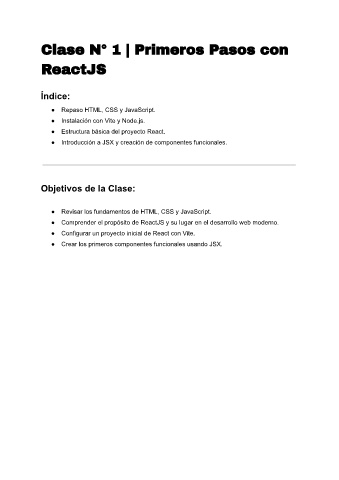 Clase N° 1 | Primeros Pasos con
ReactJS
Índice:
● Repaso HTML, CSS y JavaScript.
● Instalación con Vite y Node.js.
● Estructura básica del proyecto React.
● Introducción a JSX y creación de componentes funcionales.
Objetivos de la Clase:
● Revisar los fundamentos de HTML, CSS y JavaScript.
● Comprender el propósito de ReactJS y su lugar en el desarrollo web moderno.
● Configurar un proyecto inicial de React con Vite.
● Crear los primeros componentes funcionales usando JSX.